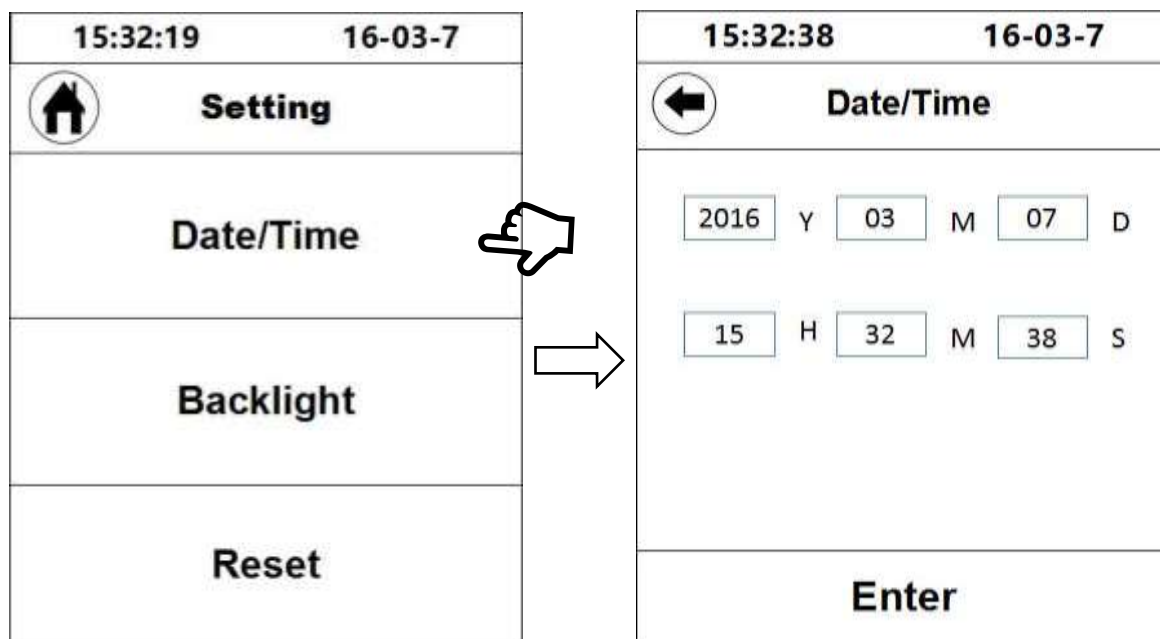 15:32:19 16-03-7
Setting
Date/Time
Backlight
Reset
15:32:38 16-03-7
Date/Time
2016 Y 03 M 07 D
15 H 32 M 38 S
Enter